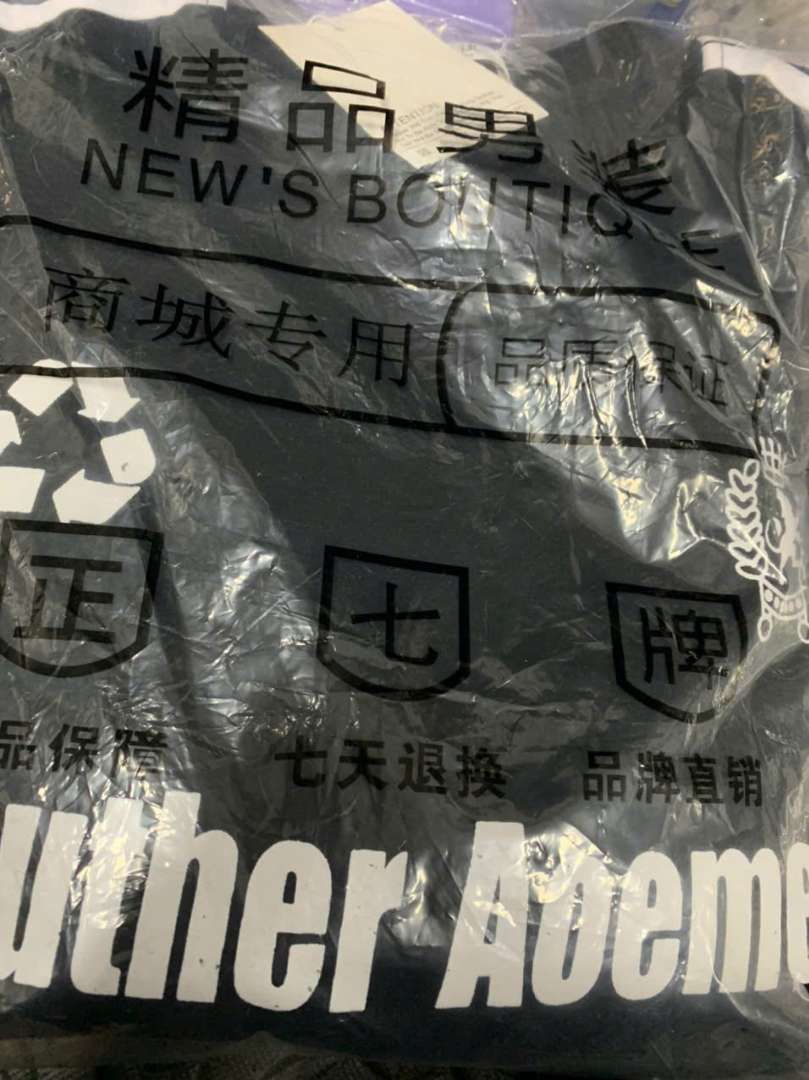 精品男装
NEW'S BOUTIQUE
商城专用
品质保证
正
七
牌
品保障
七天退换
品牌直销
uther Aoeme